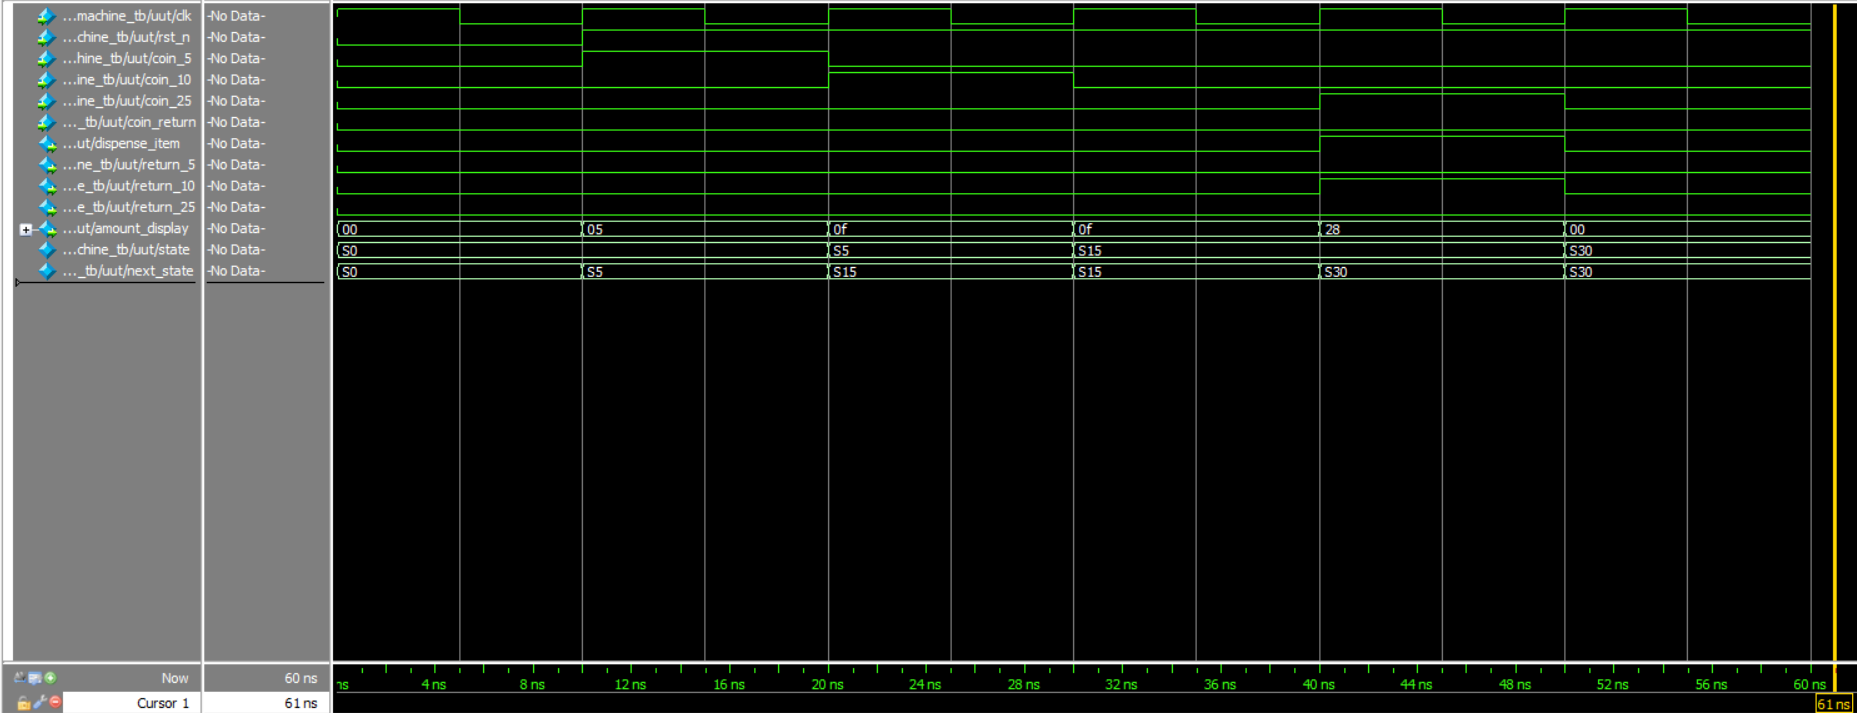 ...machine_tb/uut/clk -No Data-
...chine_tb/uut/rst_n -No Data-
...hine_tb/uut/coin_5 -No Data-
...ine_tb/uut/coin_10 -No Data-
...ine_tb/uut/coin_25 -No Data-
..._tb/uut/coin_return -No Data-
...ut/dispense_item -No Data-
...ne_tb/uut/return_5 -No Data-
...e_tb/uut/return_10 -No Data-
...e_tb/uut/return_25 -No Data-
...ut/amount_display -No Data- 00 05 0f 0f 28 00
...chine_tb/uut/state -No Data- S0 S5 S15 S30
..._tb/uut/next_state -No Data- S0 S5 S15 S15 S30 S30
Now 60 ns ns 4 ns 8 ns 12 ns 16 ns 20 ns 24 ns 28 ns 32 ns 36 ns 40 ns 44 ns 48 ns 52 ns 56 ns 60 ns
Cursor 1 61 ns 61 ns